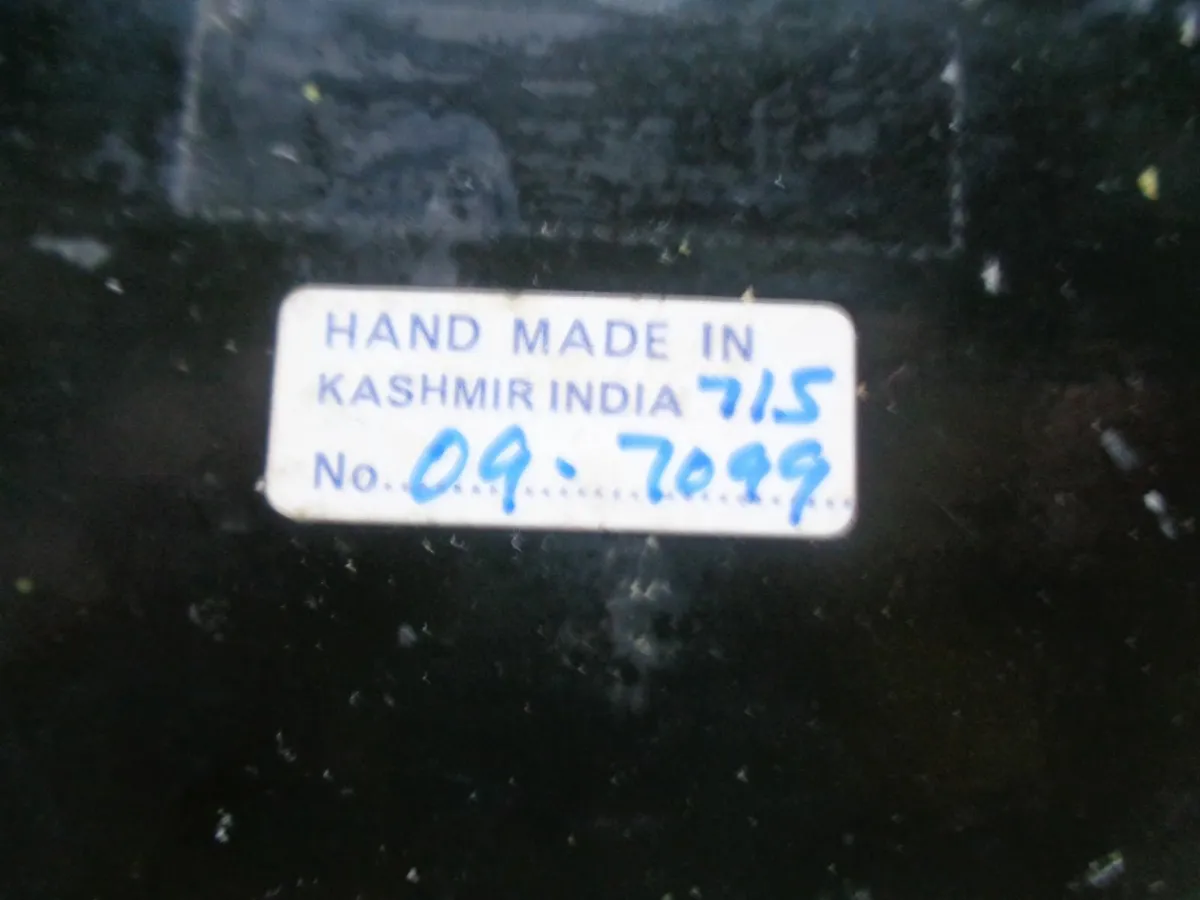 HAND MADE IN
KASHMIR INDIA 715
No. 09. 7099